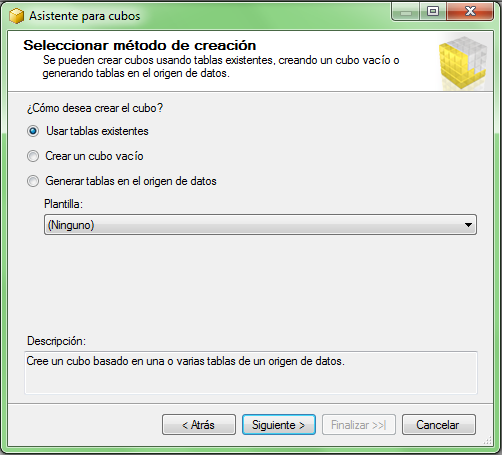 Asistente para cubos
Seleccionar método de creación
Se pueden crear cubos usando tablas existentes, creando un cubo vacío o
generando tablas en el origen de datos.
¿Cómo desea crear el cubo?
Usar tablas existentes
Crear un cubo vacío
Generar tablas en el origen de datos
Plantilla:
(Ninguno)
Descripción:
Cree un cubo basado en una o varias tablas de un origen de datos.
< Atrás
Siguiente >
Finalizar >>|
Cancelar